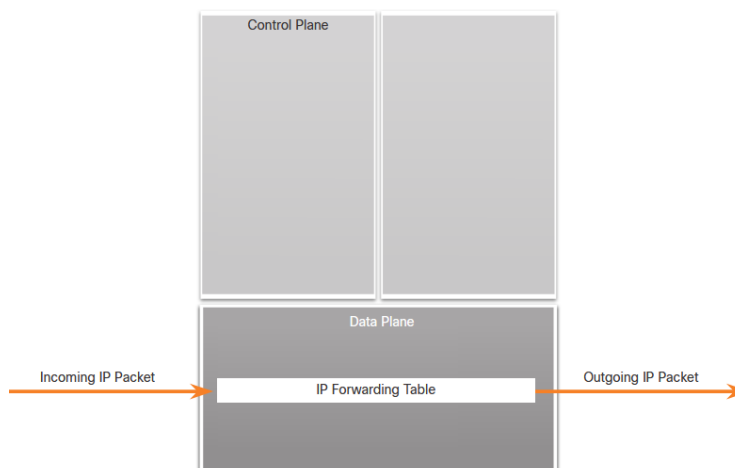 Control Plane
Data Plane
Incoming IP Packet
IP Forwarding Table
Outgoing IP Packet